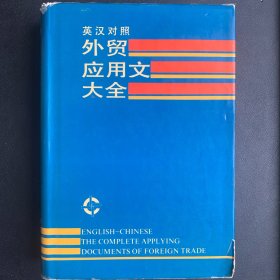 英汉对照
外贸
应用文
大全
ENGLISH-CHINESE
THE COMPLETE APPLYING
DOCUMENTS OF FOREIGN TRADE